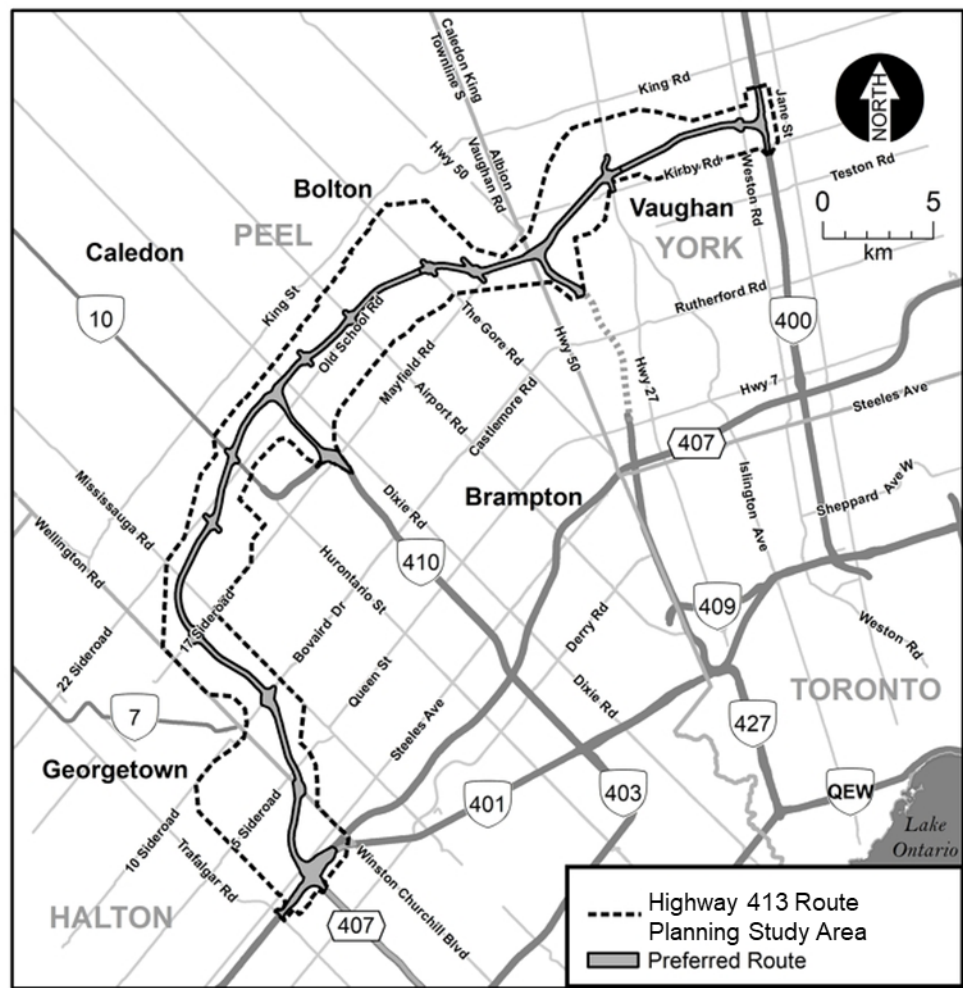 Caledon King
Townline S
King Rd
Jane St
NORTH
Hwy 50
Albion
Vaughan Rd
Kirby Rd
Weston Rd
Teston Rd
Bolton
Vaughan
0 5
km
PEEL
YORK
Caledon
King St
Old School Rd
The Gore Rd
Rutherford Rd
10
400
Mayfield Rd
Airport Rd
Hwy 50
Hwy 27
Hwy 7
Castlemore Rd
Steeles Ave
407
Mississauga Rd
Brampton
Islington Ave
Sheppard Ave W
Wellington Rd
Dixie Rd
410
Hurontario St
409
17 Sideroad
Bovaird Dr
Derry Rd
Weston Rd
22 Sideroad
Queen St
Dixie Rd
TORONTO
7
Steeles Ave
427
Georgetown
401
403
QEW
10 Sideroad
5 Sideroad
Lake
Ontario
Trafalgar Rd
Winston Churchill Blvd
HALTON
407
Highway 413 Route
Planning Study Area
Preferred Route